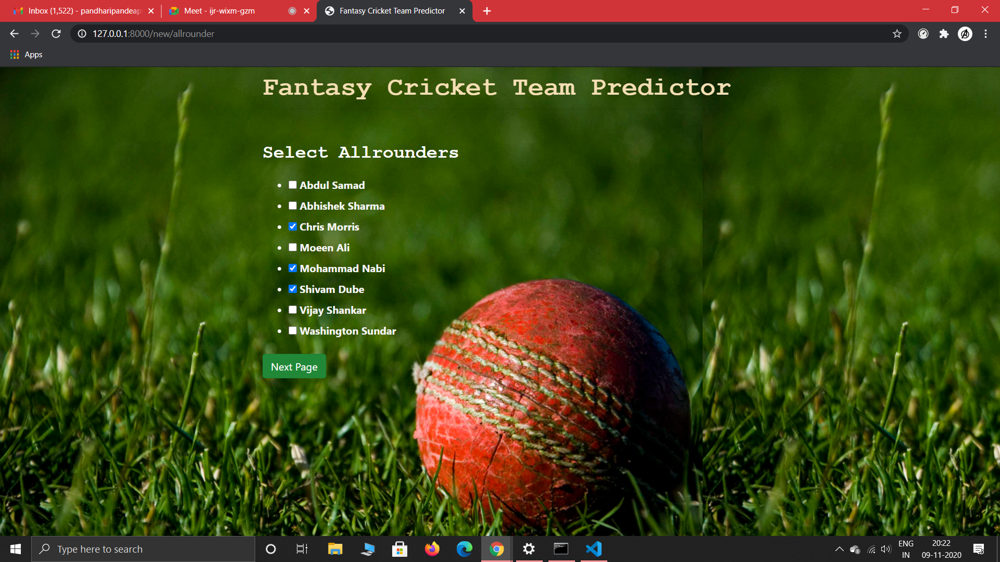 Inbox (1,522) - pandharipandeap
Meet - ijr-wixm-gzm
Fantasy Cricket Team Predictor
127.0.0.1:8000/new/allrounder
Apps
Fantasy Cricket Team Predictor
Select Allrounders
Abdul Samad
Abhishek Sharma
Chris Morris
Moeen Ali
Mohammad Nabi
Shivam Dube
Vijay Shankar
Washington Sundar
Next Page
Type here to search
ENG
IN
20:22
09-11-2020